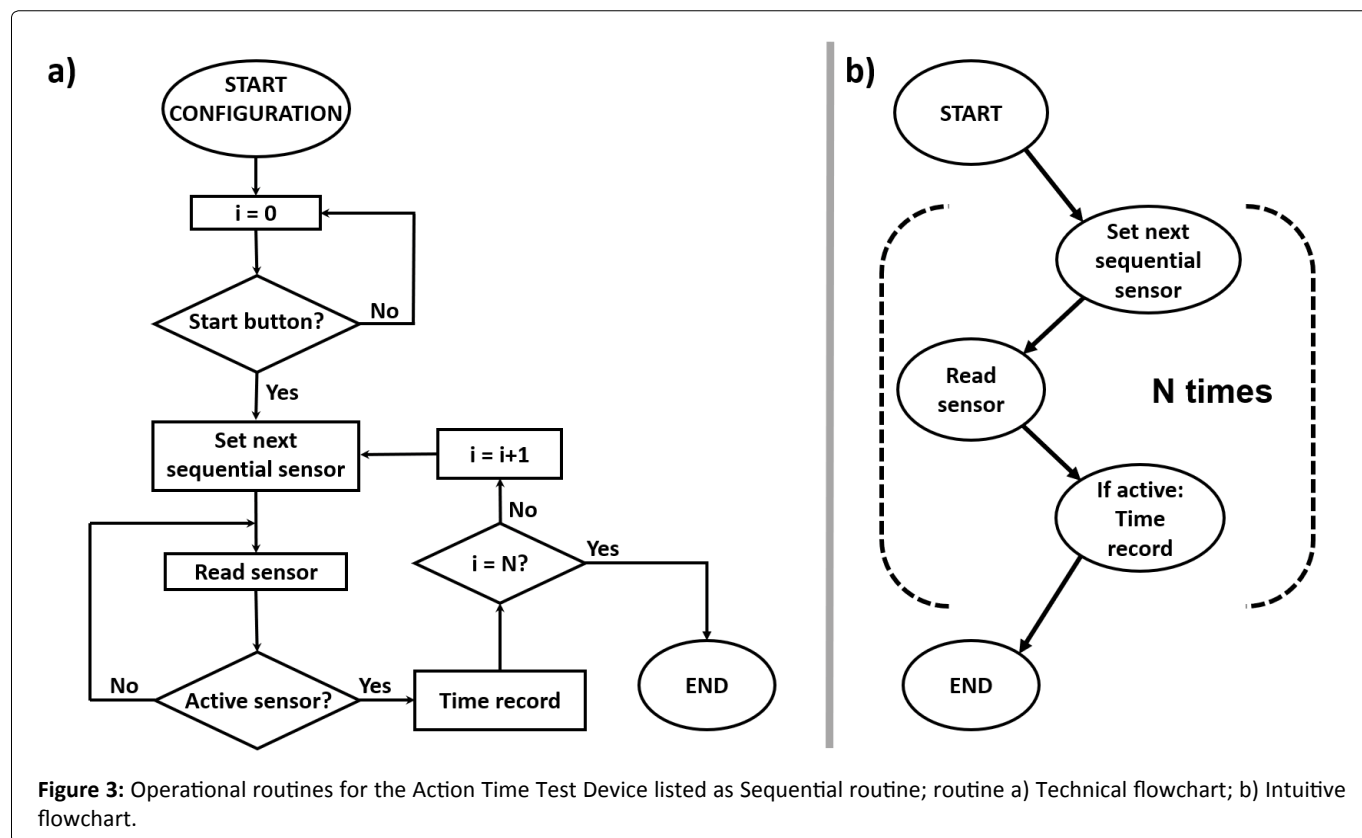 a)
START
CONFIGURATION
i = 0
Start button?
No
Yes
Set next
sequential sensor
i = i+1
No
Read sensor
i = N?
Yes
No
Active sensor?
Yes
Time record
END
b)
START
Set next
sequential
sensor
Read
sensor
N times
If active:
Time
record
END
Figure 3: Operational routines for the Action Time Test Device listed as Sequential routine; routine a) Technical flowchart; b) Intuitive
flowchart.